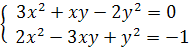 3x² + xy − 2y² = 0
2x² − 3xy + y² = −1